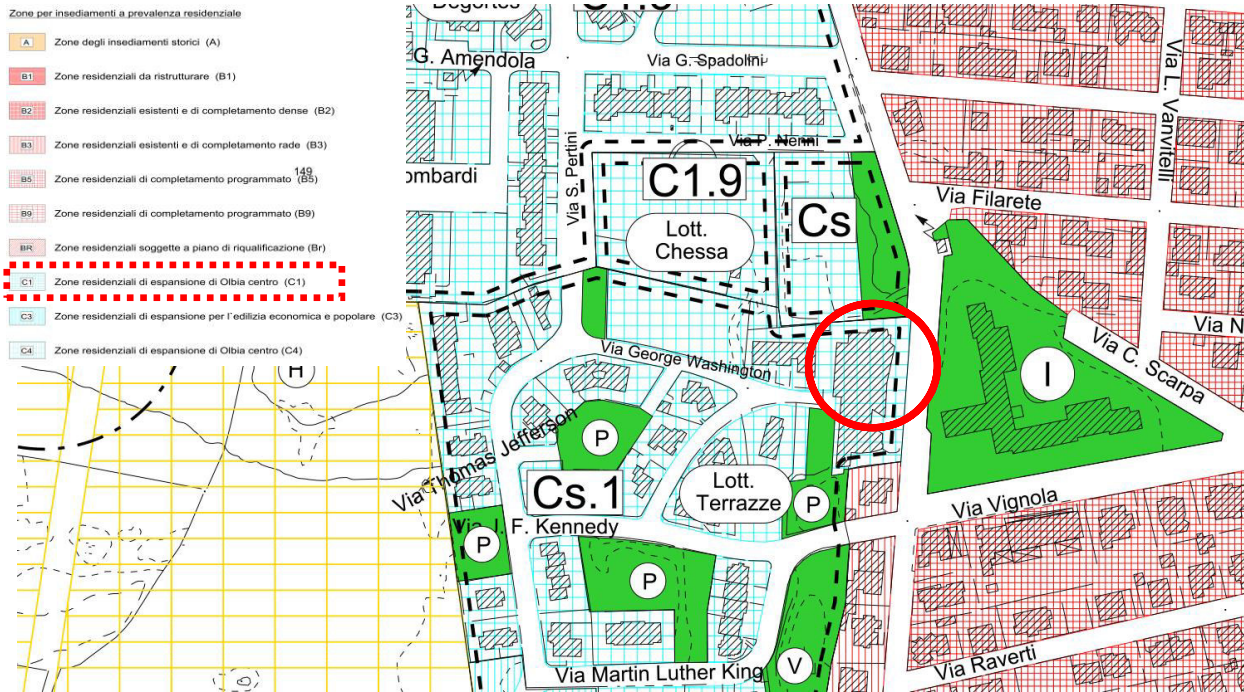 Zone per insediamenti a prevalenza residenziale
A Zone degli insediamenti storici (A)
B1 Zone residenziali da ristrutturare (B1)
B2 Zone residenziali esistenti e di completamento dense (B2)
B3 Zone residenziali esistenti e di completamento rade (B3)
149
B5 Zone residenziali di completamento programmato (B5)
B9 Zone residenziali di completamento programmato (B9)
BR Zone residenziali soggette a piano di riqualificazione (Br)
C1 Zone residenziali di espansione di Olbia centro (C1)
C3 Zone residenziali di espansione per l'edilizia economica e popolare (C3)
C4 Zone residenziali di espansione di Olbia centro (C4)
G. Amendola
Via G. Spadolini
Via L. Vanvitelli
Via P. Nenni
Via S. Pertini
ombardi
C1.9
Lott.
Chessa
Cs
Via Filarete
Via N
Via C. Scarpa
H
I
Via George Washington
Via Thomas Jefferson
P
Cs.1
Lott.
Terrazze
P
Via Vignola
Via J. F. Kennedy
P
P
Via Martin Luther King
V
Via Raverti